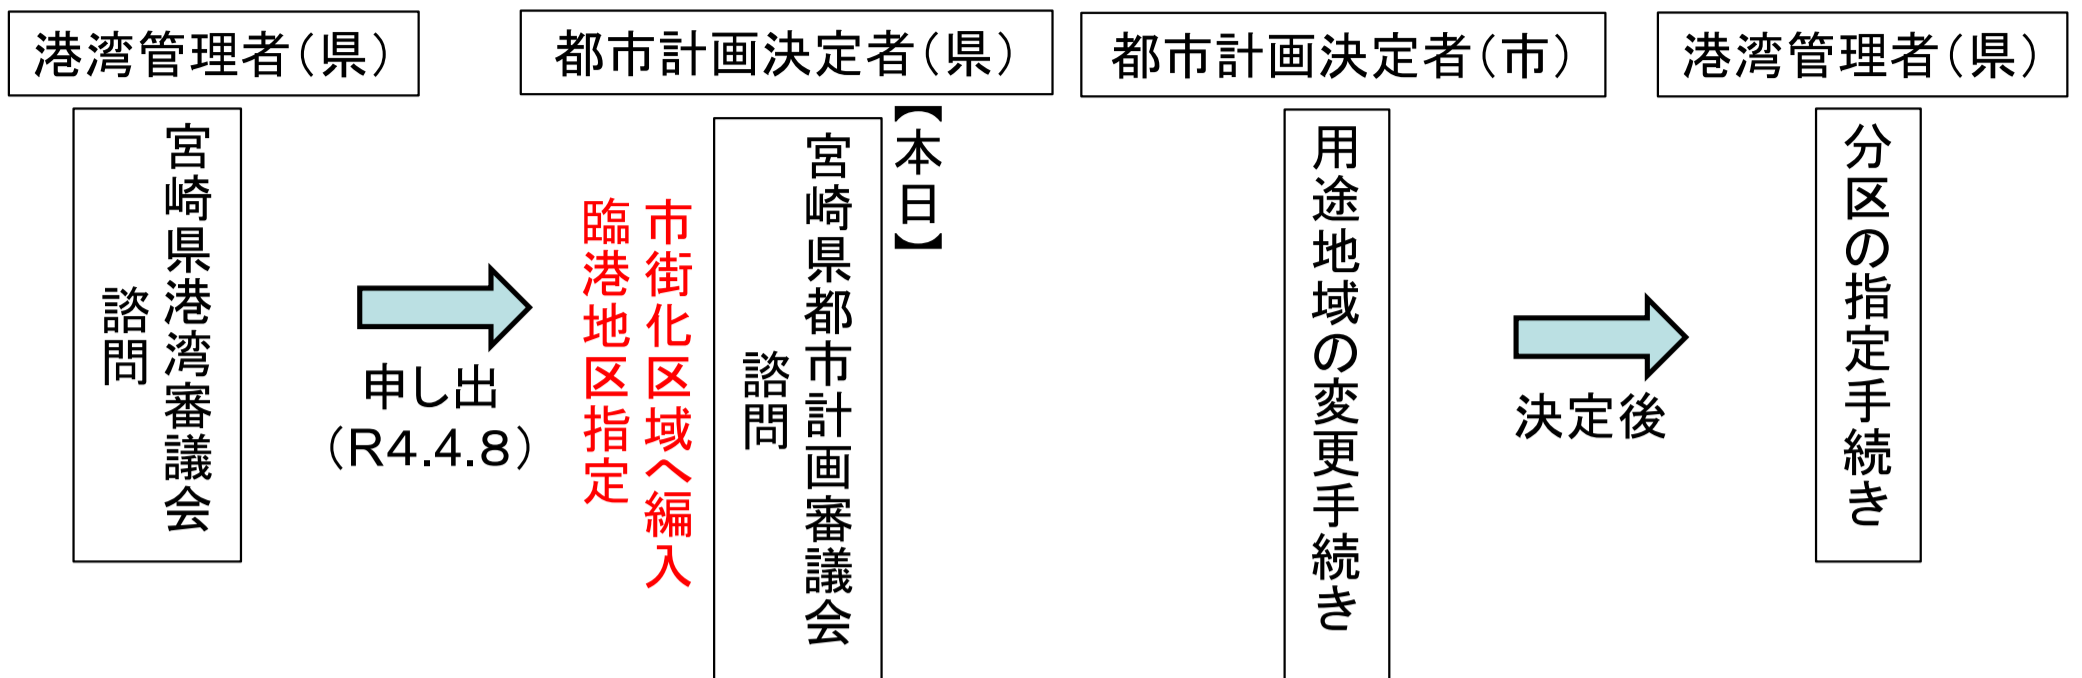 港湾管理者（県）
宮崎県港湾審議会
諮問
申し出
（R4.4.8）
都市計画決定者（県）
【本日】
宮崎県都市計画審議会
諮問
市街化区域へ編入
臨港地区指定
都市計画決定者（市）
用途地域の変更手続き
決定後
港湾管理者（県）
分区の指定手続き